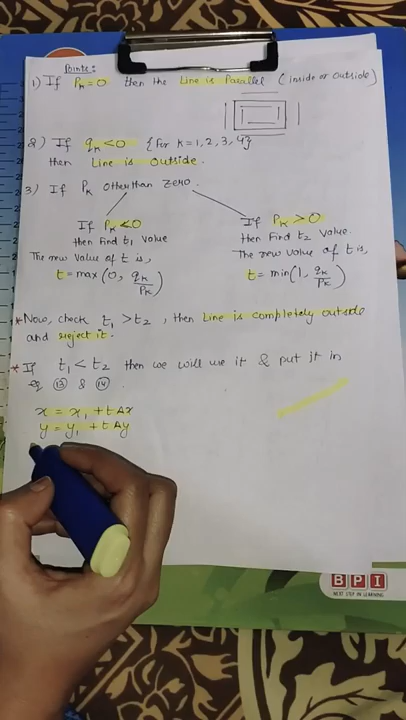 Points:
1) If Pk=0 then the Line is Parallel (inside or outside)
2) If qk<0 {For k=1,2,3,4}
then Line is Outside.
3) If Pk Other than Zero.
If Pk<0
then Find t1 value
The new value of t is,
t=max(0, qk/Pk)
If Pk>0
then Find t2 value.
The new value of t is,
t=min(1, qk/Pk)
*Now, check t1>t2, then Line is completely outside
and reject it.
*If t1<t2 then we will use it & put it in
eq 13 & 14.
x = x1 + tΔx
y = y1 + tΔy
BPI
NEXT STEP IN LEARNING